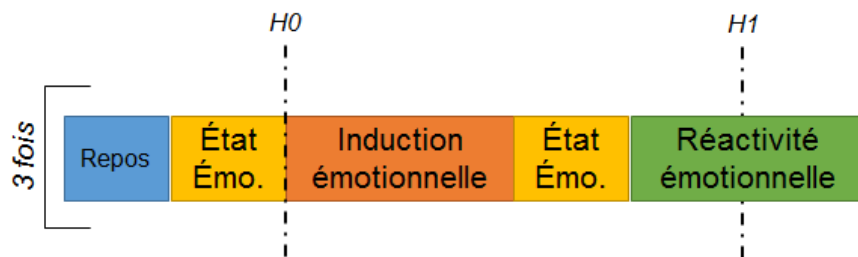 H0
H1
3 fois
Repos
État
Émo.
Induction
émotionnelle
État
Émo.
Réactivité
émotionnelle